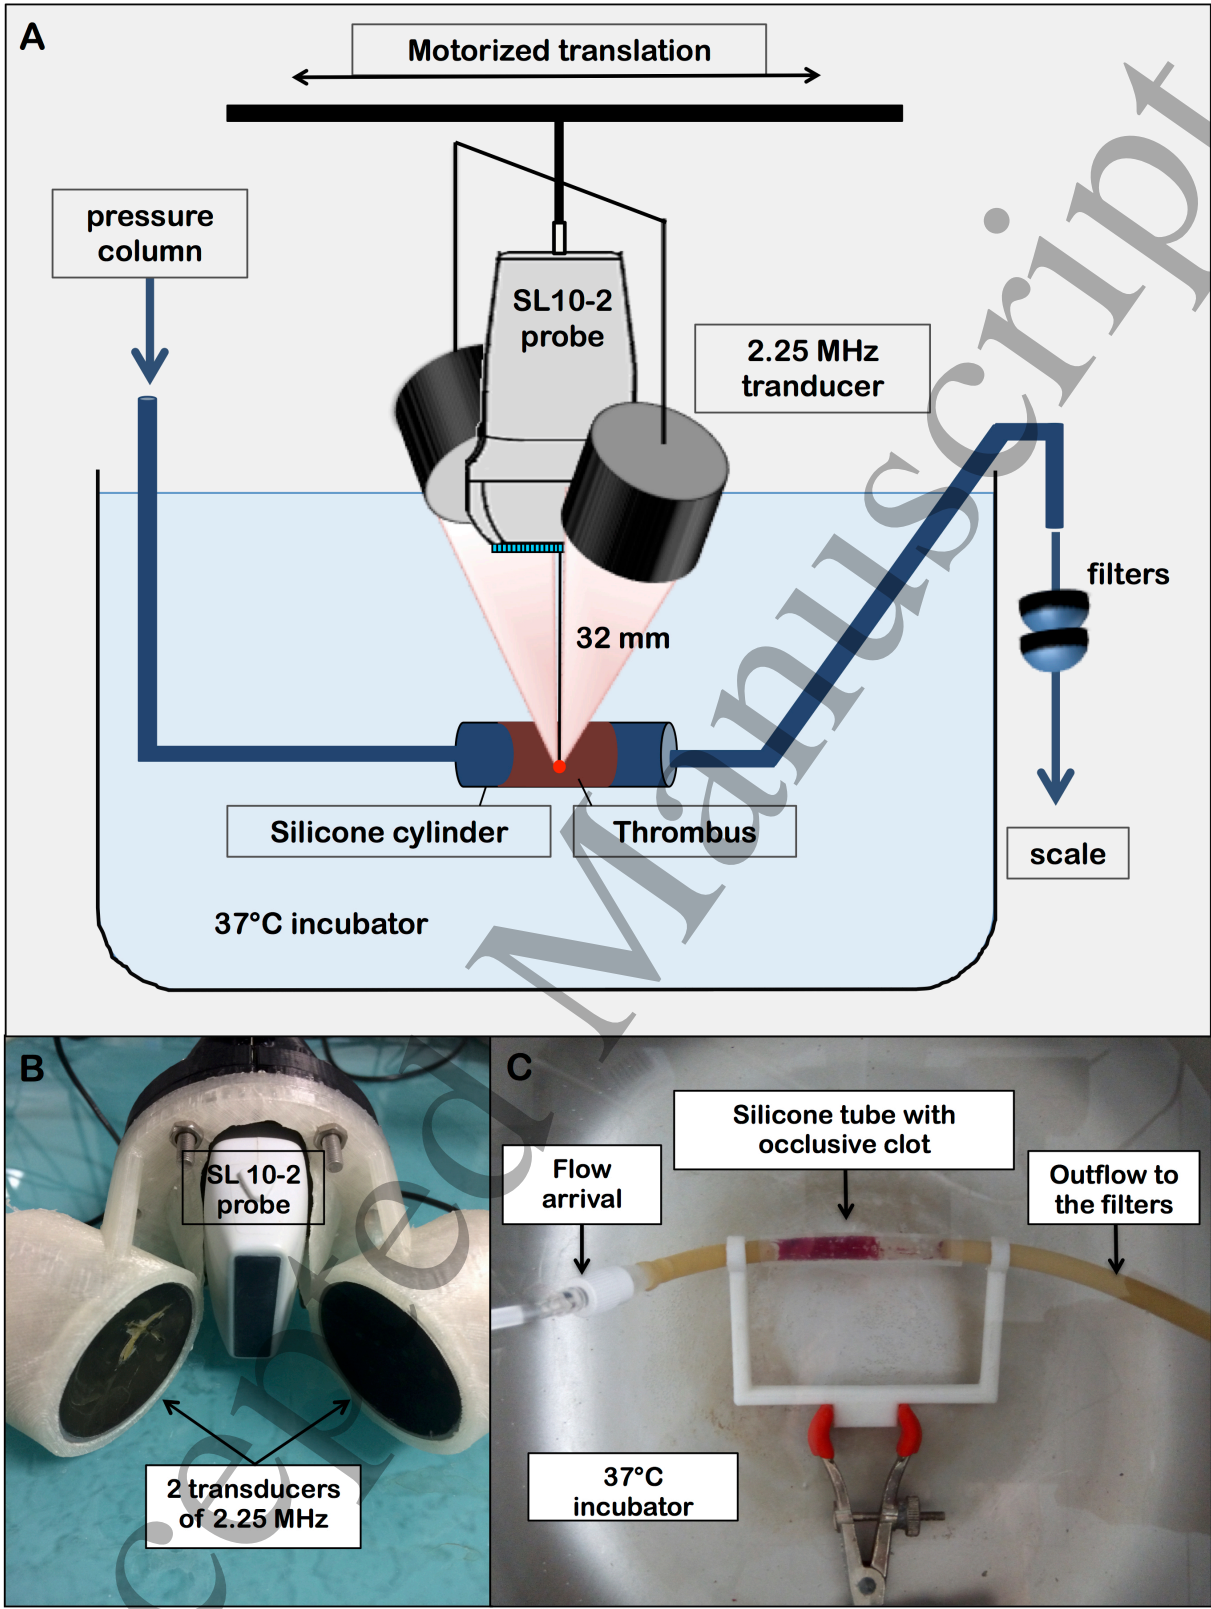 A
Motorized translation
pressure
column
SL10-2
probe
2.25 MHz
tranducer
filters
32 mm
Silicone cylinder
Thrombus
scale
37°C incubator
B
SL 10-2
probe
2 transducers
of 2.25 MHz
C
Silicone tube with
occlusive clot
Flow
arrival
Outflow to
the filters
37°C
incubator
cepted Manuscript